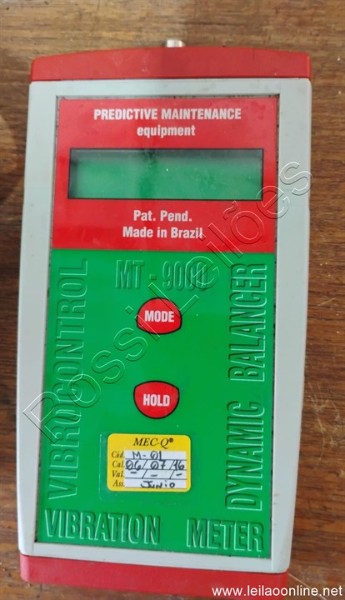 PREDICTIVE MAINTENANCE
equipment
Pat. Pend.
Made in Brazil
MT - 9000
VIBROCONTROL
DYNAMIC BALANCER
MODE
HOLD
MEC-Q®
Cód. M-01
Cal. 06/07/16
Val. -/-/-
Ass. Junio
VIBRATION METER
Rossi Leilões
www.leilaoonline.net